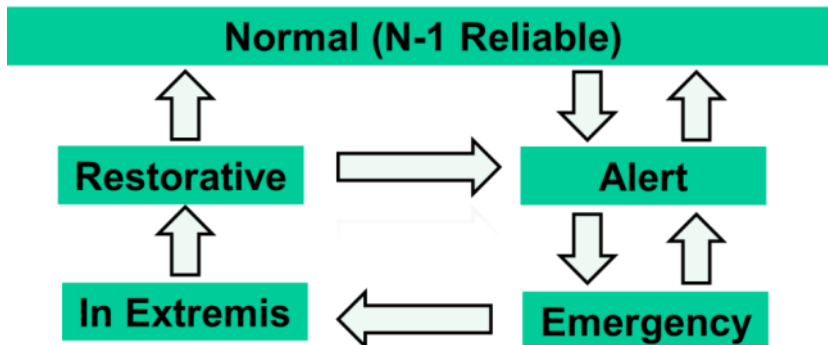 Normal (N-1 Reliable)
Restorative
Alert
In Extremis
Emergency